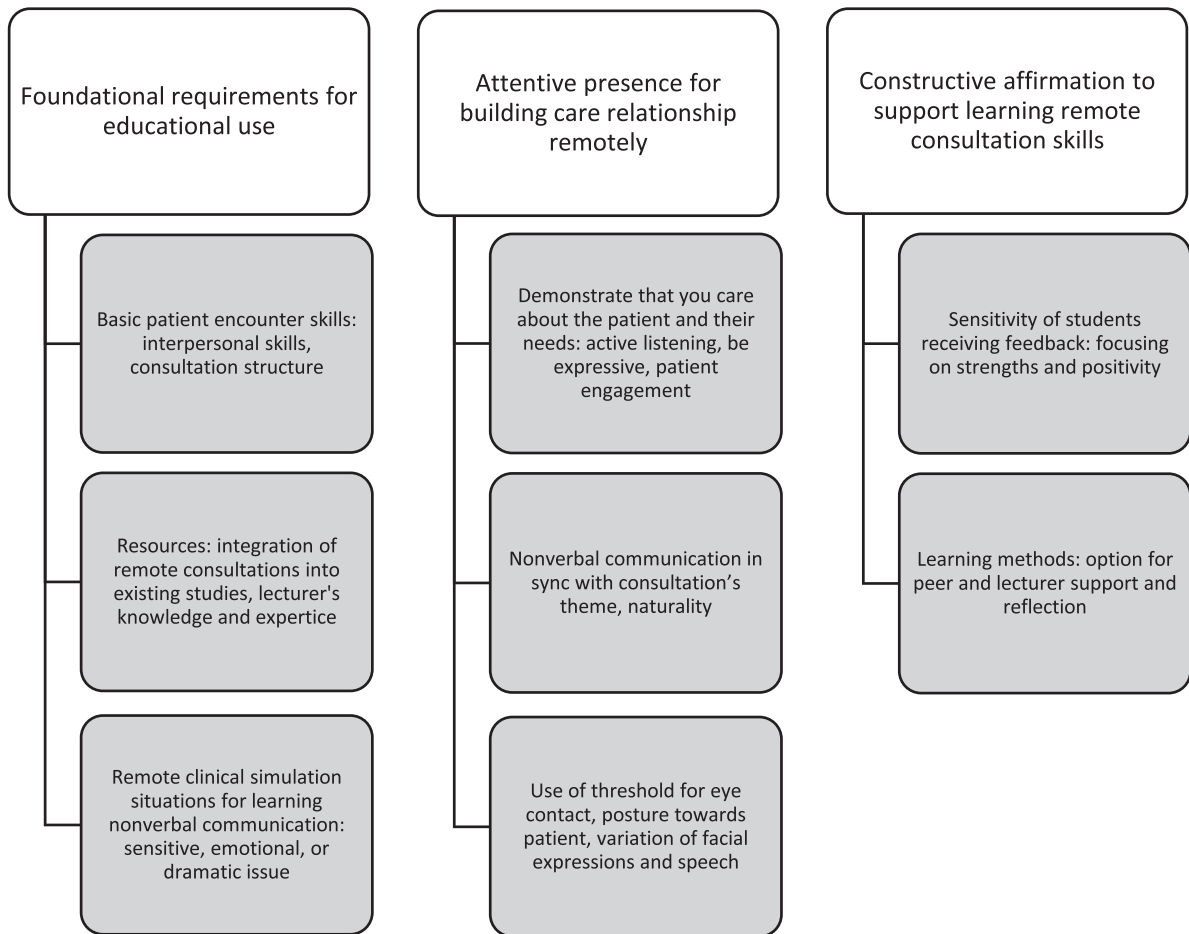 Foundational requirements for
educational use
Basic patient encounter skills:
interpersonal skills,
consultation structure
Resources: integration of
remote consultations into
existing studies, lecturer's
knowledge and expertice
Remote clinical simulation
situations for learning
nonverbal communication:
sensitive, emotional, or
dramatic issue
Attentive presence for
building care relationship
remotely
Demonstrate that you care
about the patient and their
needs: active listening, be
expressive, patient
engagement
Nonverbal communication in
sync with consultation’s
theme, naturality
Use of threshold for eye
contact, posture towards
patient, variation of facial
expressions and speech
Constructive affirmation to
support learning remote
consultation skills
Sensitivity of students
receiving feedback: focusing
on strengths and positivity
Learning methods: option for
peer and lecturer support and
reflection